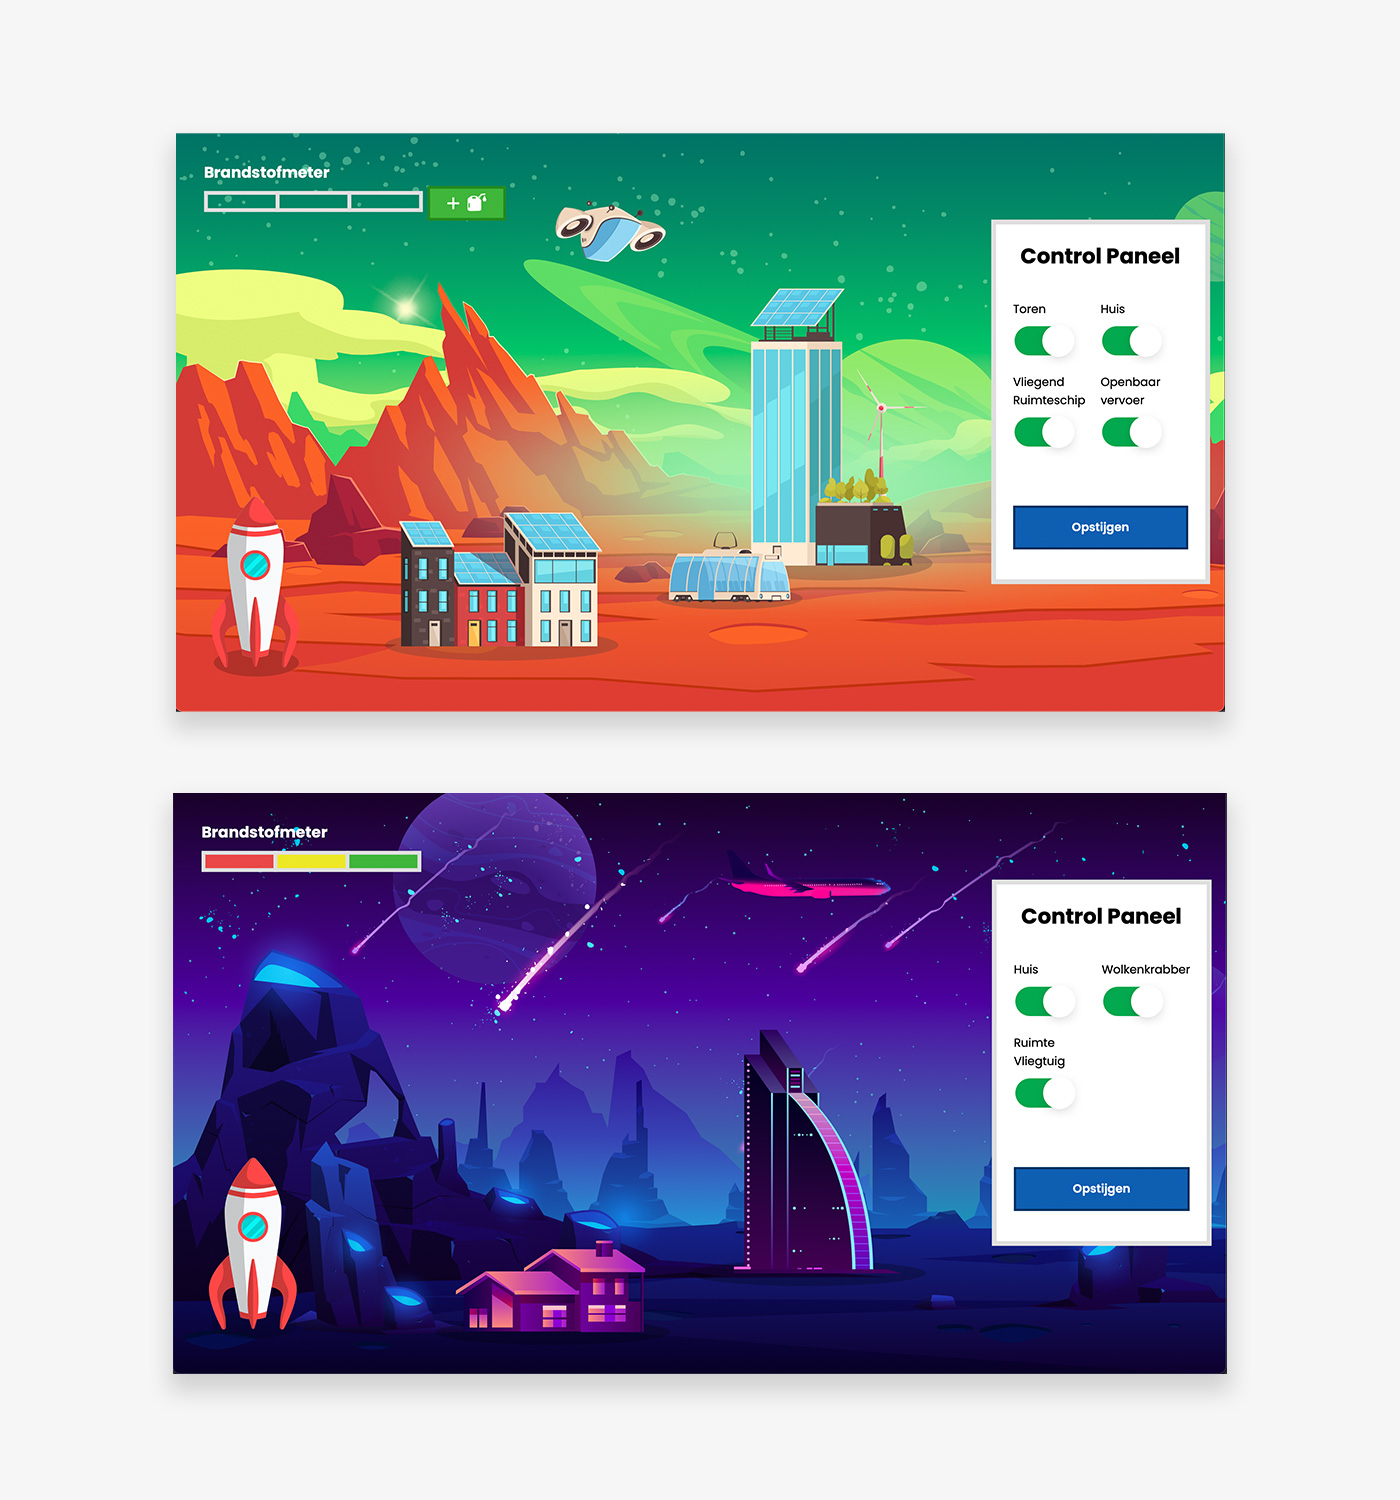 Brandstofmeter
+
Control Paneel
Toren Huis
Vliegend Openbaar
Ruimteschip vervoer
Opstijgen
Brandstofmeter
Control Paneel
Huis Wolkenkrabber
Ruimte
Vliegtuig
Opstijgen